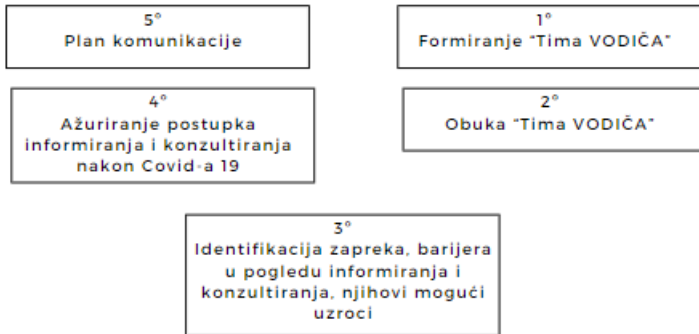 5°
Plan komunikacije
1°
Formiranje "Tima VODIČA"
4°
Ažuriranje postupka
informiranja i konzultiranja
nakon Covid-a 19
2°
Obuka "Tima VODIČA"
3°
Identifikacija zapreka, barijera
u pogledu informiranja i
konzultiranja, njihovi mogući
uzroci